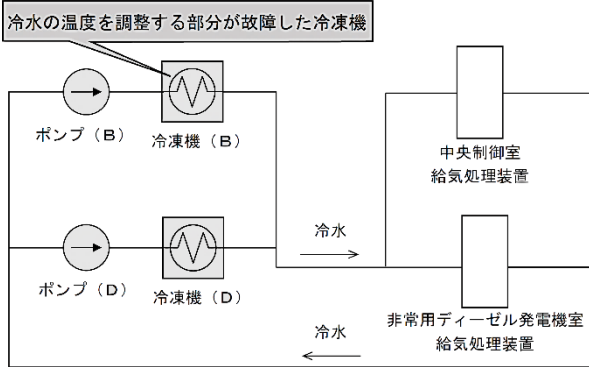 冷水の温度を調整する部分が故障した冷凍機
ポンプ（Ｂ）
冷凍機（Ｂ）
中央制御室
給気処理装置
冷水
ポンプ（Ｄ）
冷凍機（Ｄ）
非常用ディーゼル発電機室
給気処理装置
冷水